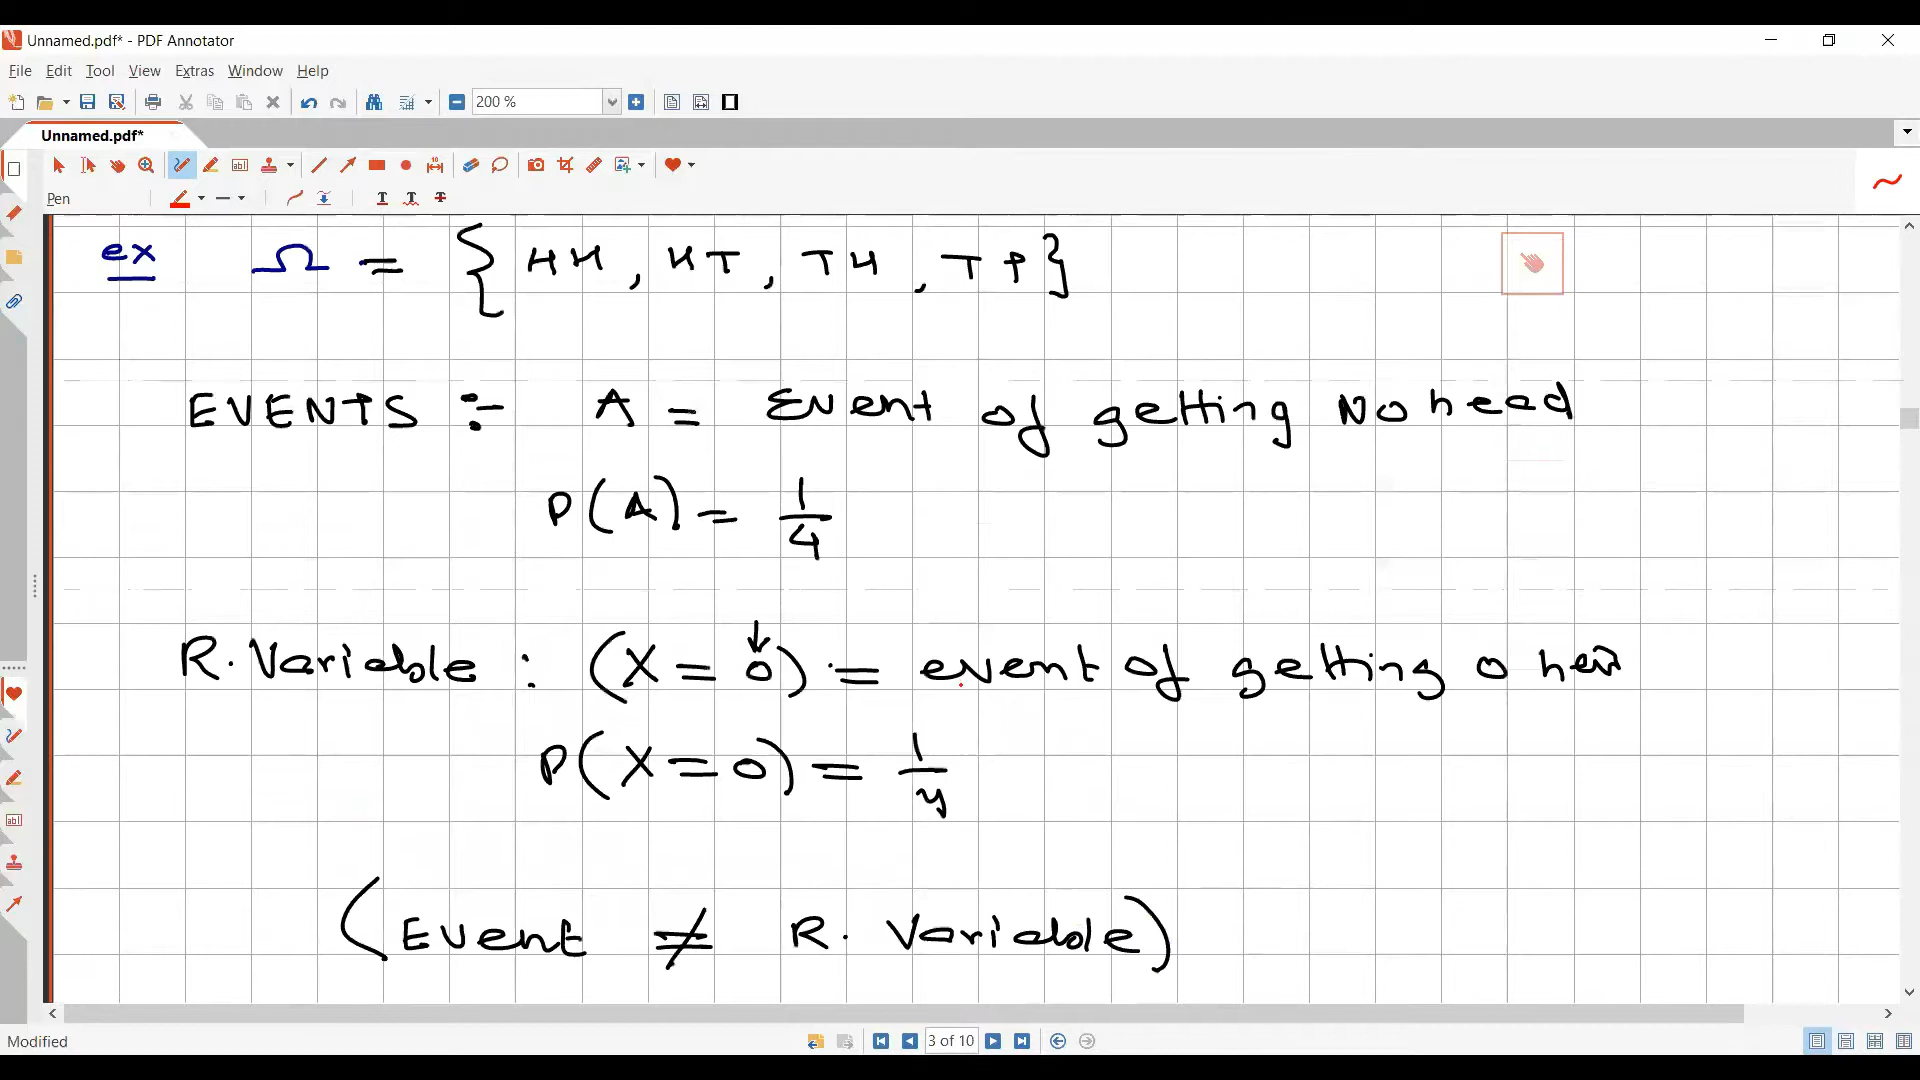 Unnamed.pdf* - PDF Annotator
File Edit Tool View Extras Window Help
200 %
Unnamed.pdf*
Pen
ex Ω = {HH, HT, TH, TT}
EVENTS :- A = Event of getting No head
P(A) = 1/4
R. Variable : (X = 0) = event of getting 0
P(X = 0) = 1/4
(Event ≠ R. Variable)
Modified
3 of 10